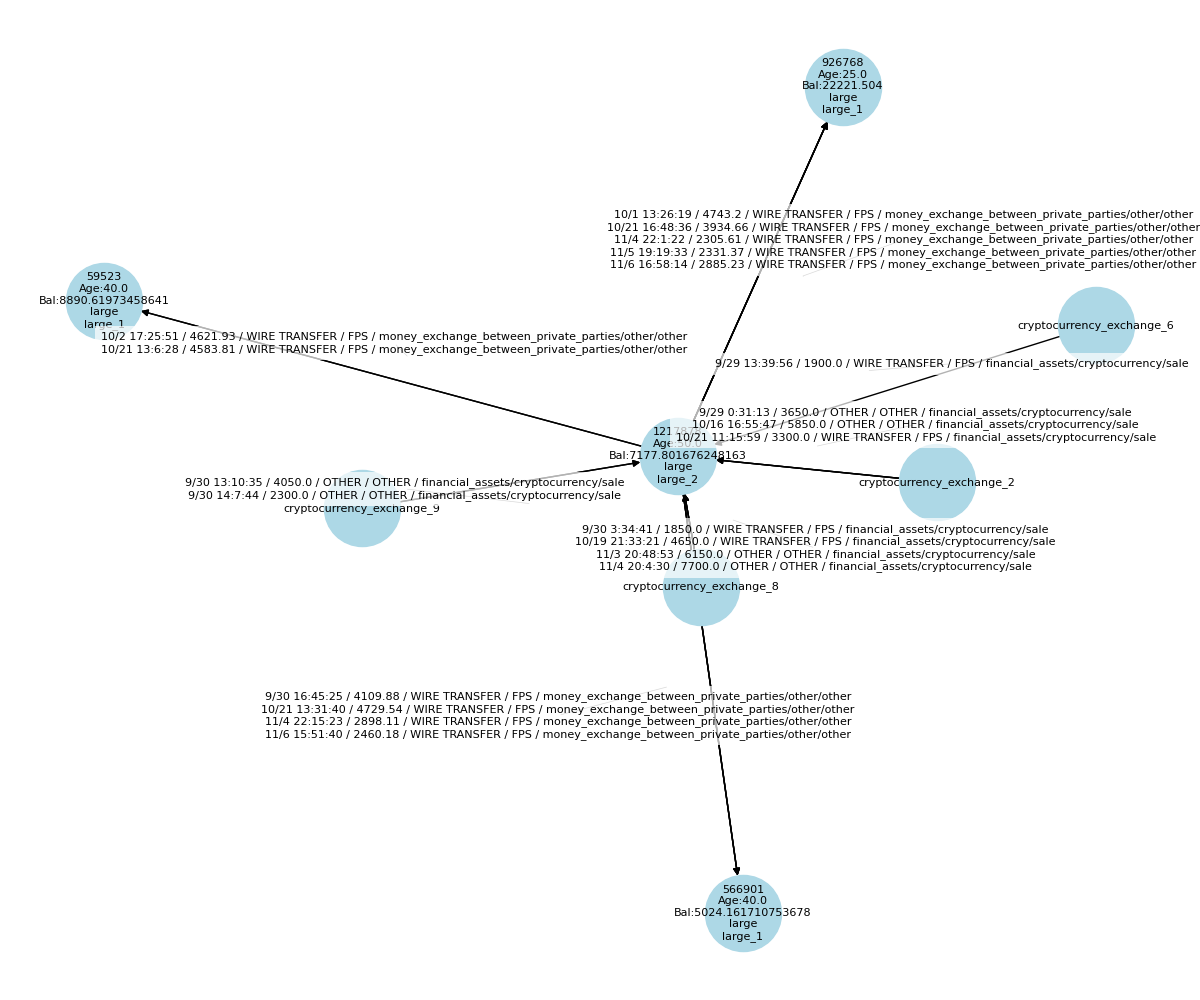 926768
Age:25.0
Bal:22221.504
large
large_1
10/1 13:26:19 / 4743.2 / WIRE TRANSFER / FPS / money_exchange_between_private_parties/other/other
10/21 16:48:36 / 3934.66 / WIRE TRANSFER / FPS / money_exchange_between_private_parties/other/other
11/4 22:1:22 / 2305.61 / WIRE TRANSFER / FPS / money_exchange_between_private_parties/other/other
11/5 19:19:33 / 2331.37 / WIRE TRANSFER / FPS / money_exchange_between_private_parties/other/other
11/6 16:58:14 / 2885.23 / WIRE TRANSFER / FPS / money_exchange_between_private_parties/other/other
59523
Age:40.0
Bal:8890.61973458641
large
large_1
10/2 17:25:51 / 4621.93 / WIRE TRANSFER / FPS / money_exchange_between_private_parties/other/other
10/21 13:6:28 / 4583.81 / WIRE TRANSFER / FPS / money_exchange_between_private_parties/other/other
cryptocurrency_exchange_6
9/29 13:39:56 / 1900.0 / WIRE TRANSFER / FPS / financial_assets/cryptocurrency/sale
9/29 0:31:13 / 3650.0 / OTHER / OTHER / financial_assets/cryptocurrency/sale
10/16 16:55:47 / 5850.0 / OTHER / OTHER / financial_assets/cryptocurrency/sale
10/21 11:15:59 / 3300.0 / WIRE TRANSFER / FPS / financial_assets/cryptocurrency/sale
Bal:7177.801676248163
large
large_2
cryptocurrency_exchange_2
9/30 13:10:35 / 4050.0 / OTHER / OTHER / financial_assets/cryptocurrency/sale
9/30 14:7:44 / 2300.0 / OTHER / OTHER / financial_assets/cryptocurrency/sale
cryptocurrency_exchange_9
9/30 3:34:41 / 1850.0 / WIRE TRANSFER / FPS / financial_assets/cryptocurrency/sale
10/19 21:33:21 / 4650.0 / WIRE TRANSFER / FPS / financial_assets/cryptocurrency/sale
11/3 20:48:53 / 6150.0 / OTHER / OTHER / financial_assets/cryptocurrency/sale
11/4 20:4:30 / 7700.0 / OTHER / OTHER / financial_assets/cryptocurrency/sale
cryptocurrency_exchange_8
9/30 16:45:25 / 4109.88 / WIRE TRANSFER / FPS / money_exchange_between_private_parties/other/other
10/21 13:31:40 / 4729.54 / WIRE TRANSFER / FPS / money_exchange_between_private_parties/other/other
11/4 22:15:23 / 2898.11 / WIRE TRANSFER / FPS / money_exchange_between_private_parties/other/other
11/6 15:51:40 / 2460.18 / WIRE TRANSFER / FPS / money_exchange_between_private_parties/other/other
566901
Age:40.0
Bal:5024.161710753678
large
large_1